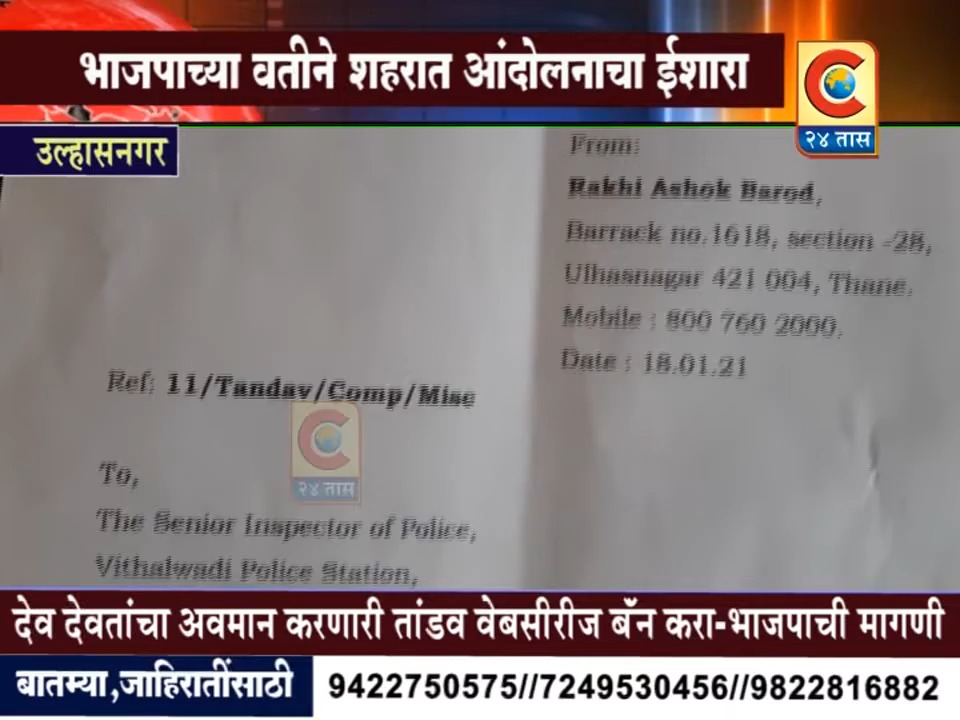 भाजपाच्या वतीने शहरात आंदोलनाचा ईशारा
C
२४ तास
उल्हासनगर
From:
Rakhi Ashok Barod,
Barrack no.1618, section -28,
Ulhasnagar 421 004, Thane.
Mobile : 800 760 2000.
Date : 18.01.21
Ref: 11/Tandav/Comp/Misc
C
२४ तास
To,
The Senior Inspector of Police,
Vithalwadi Police Station,
देव देवतांचा अवमान करणारी तांडव वेबसीरीज बॅंन करा-भाजपाची मागणी
बातम्या,जाहिरातींसाठी
9422750575//7249530456//9822816882